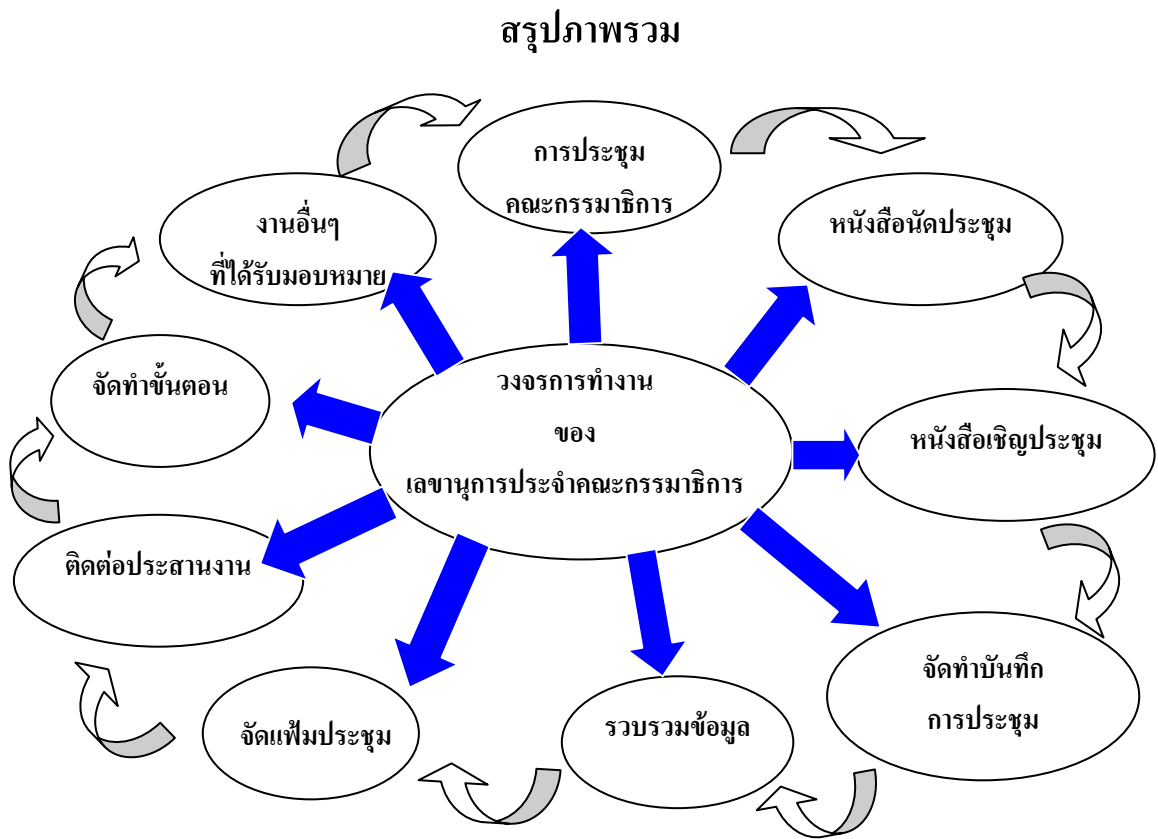 สรุปภาพรวม
การประชุม
คณะกรรมาธิการ
หนังสือนัดประชุม
หนังสือเชิญประชุม
จัดทำบันทึก
การประชุม
รวบรวมข้อมูล
จัดแฟ้มประชุม
ติดต่อประสานงาน
จัดทำขั้นตอน
งานอื่นๆ
ที่ได้รับมอบหมาย
วงจรการทำงาน
ของ
เลขานุการประจำคณะกรรมาธิการ